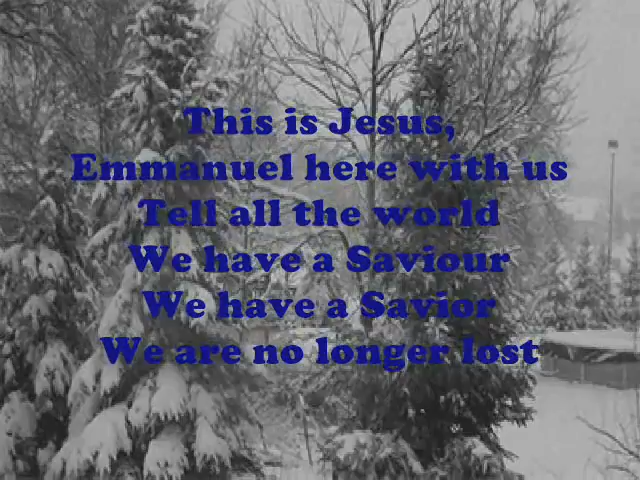 This is Jesus,
Emmanuel here with us
Tell all the world
We have a Saviour
We have a Savior
We are no longer lost